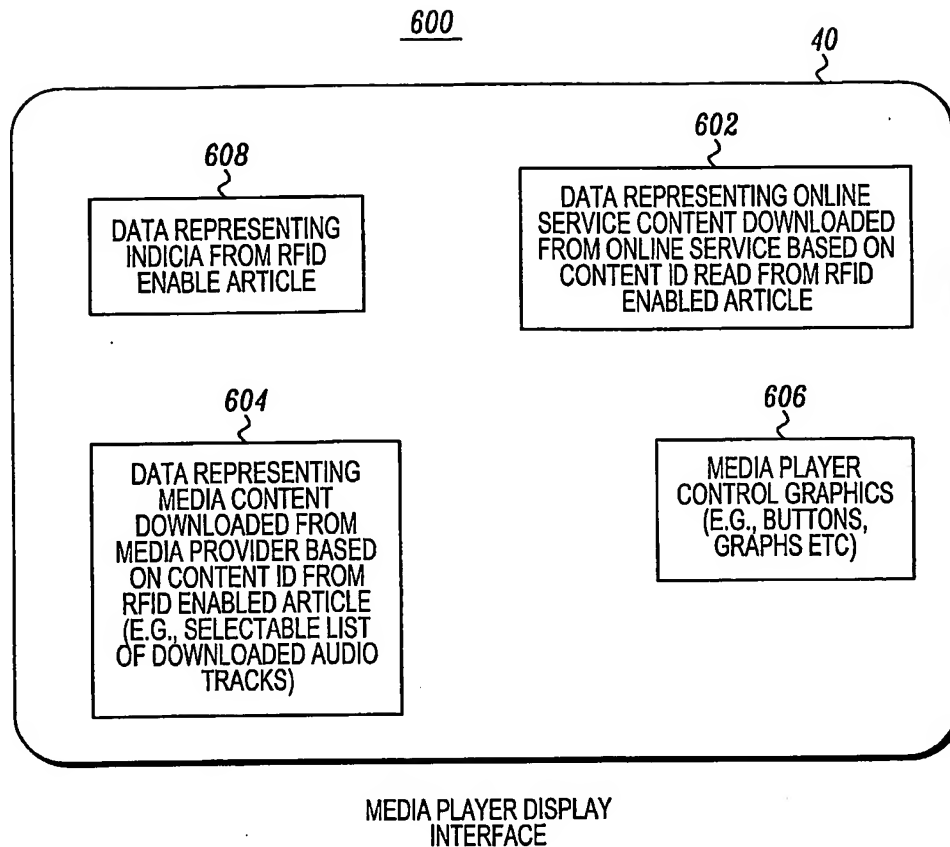 600
40
608
602
DATA REPRESENTING
INDICIA FROM RFID
ENABLE ARTICLE
DATA REPRESENTING ONLINE
SERVICE CONTENT DOWNLOADED
FROM ONLINE SERVICE BASED ON
CONTENT ID READ FROM RFID
ENABLED ARTICLE
604
606
DATA REPRESENTING
MEDIA CONTENT
DOWNLOADED FROM
MEDIA PROVIDER BASED
ON CONTENT ID FROM
RFID ENABLED ARTICLE
(E.G., SELECTABLE LIST
OF DOWNLOADED AUDIO
TRACKS)
MEDIA PLAYER
CONTROL GRAPHICS
(E.G., BUTTONS,
GRAPHS ETC)
MEDIA PLAYER DISPLAY
INTERFACE